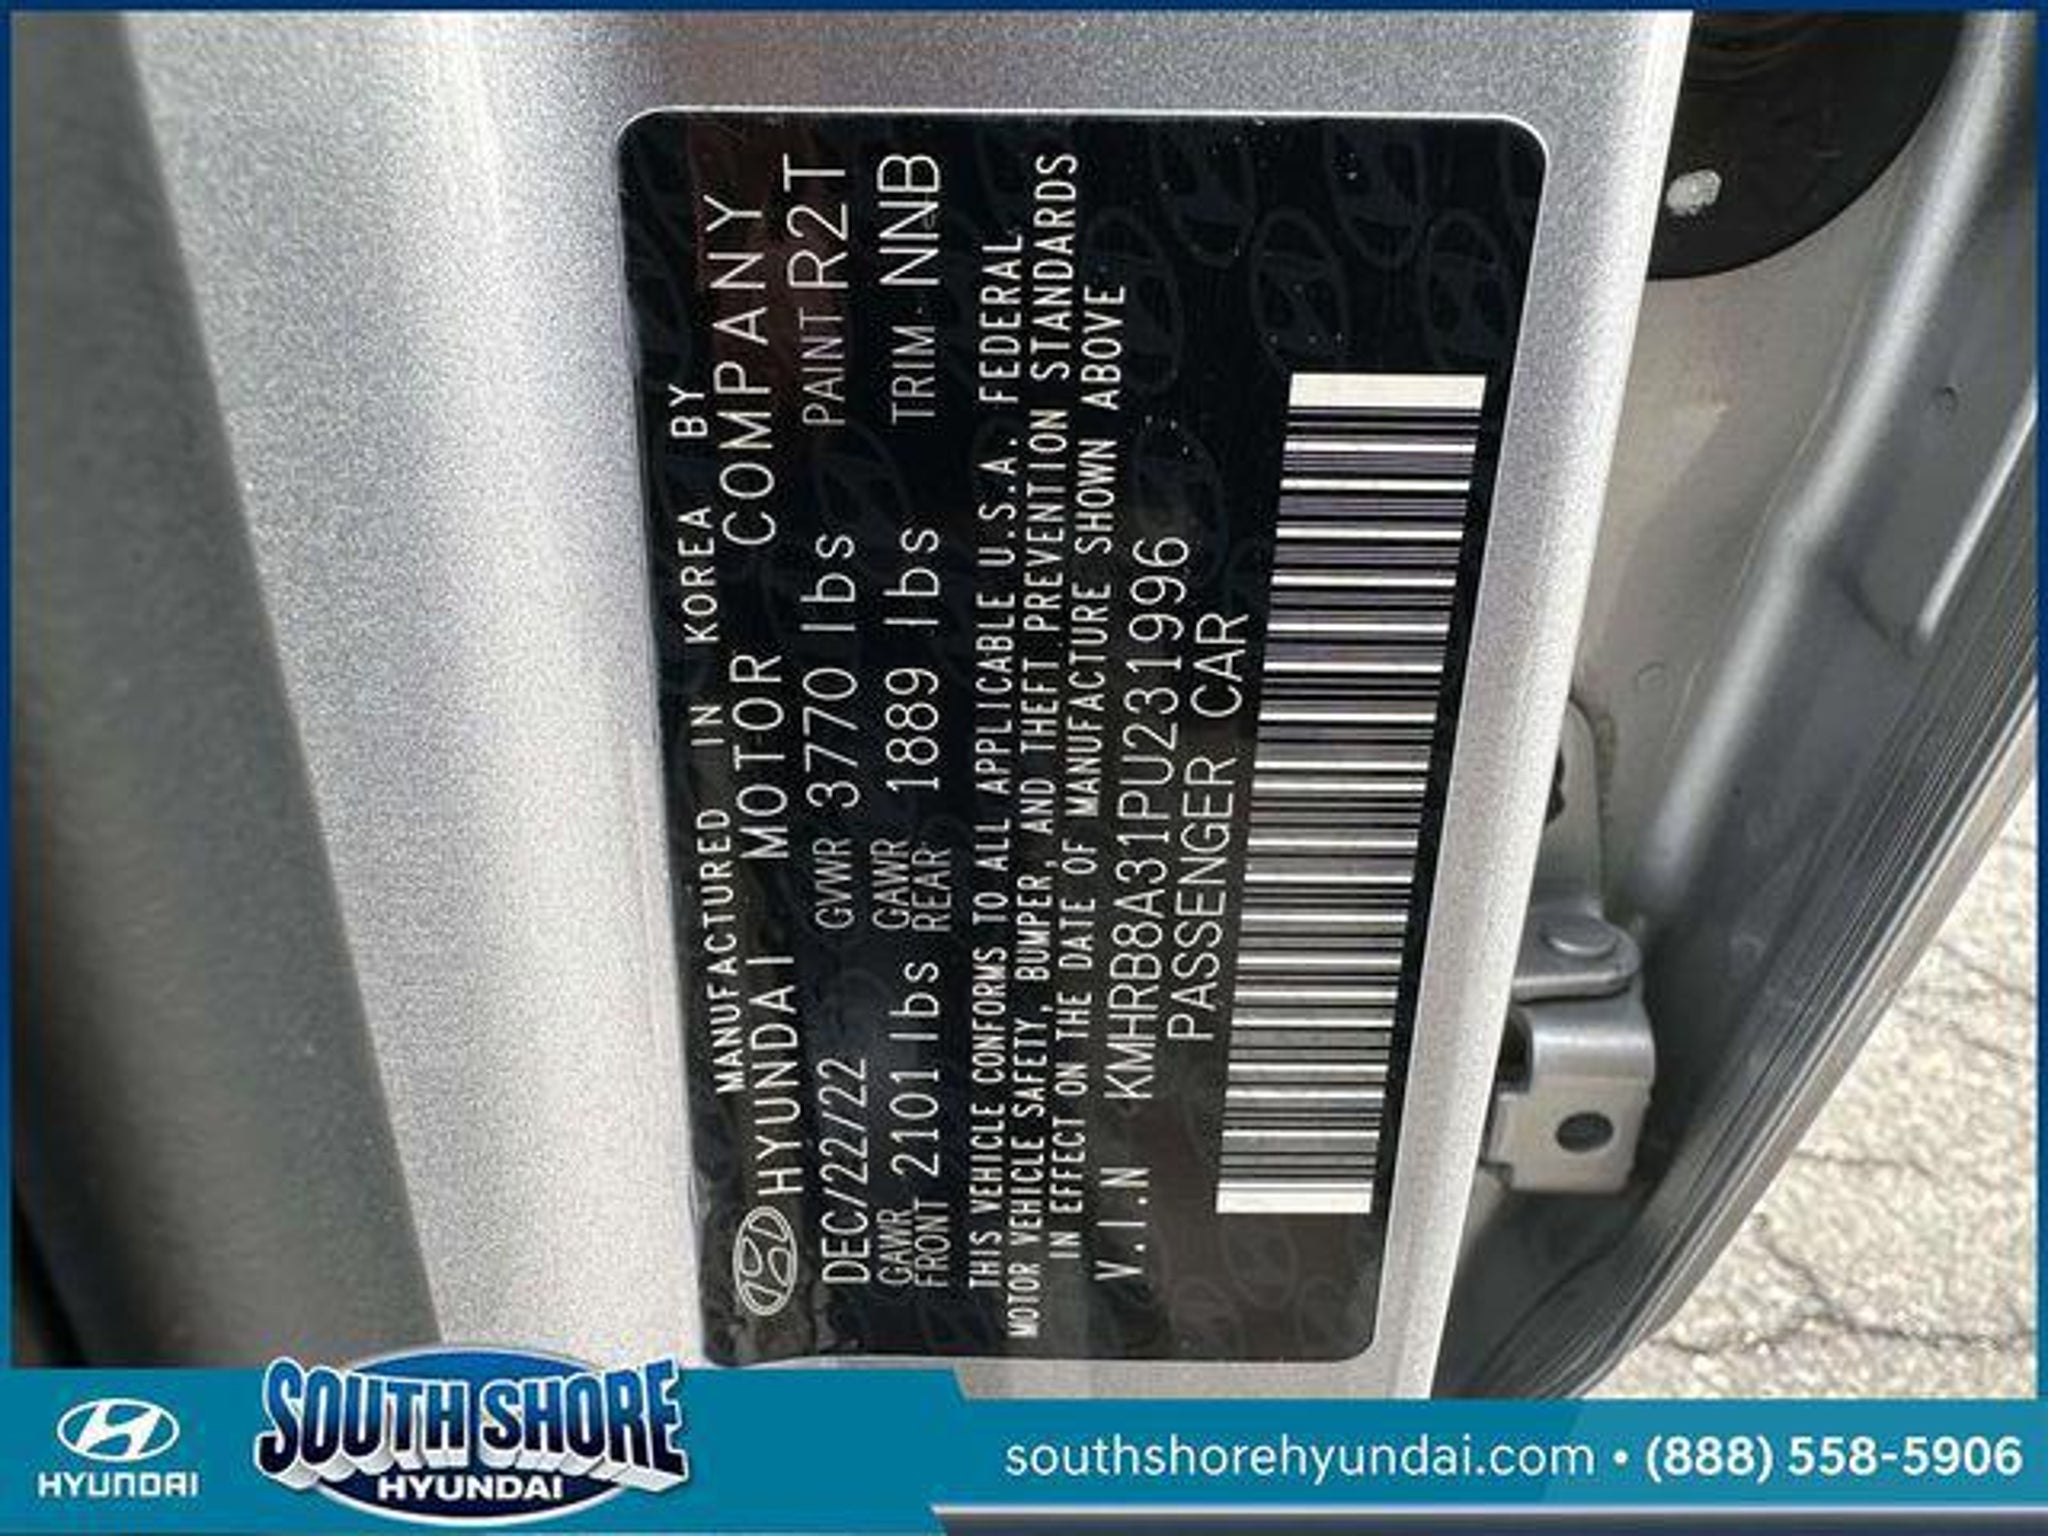 MANUFACTURED IN KOREA BY
HYUNDAI MOTOR COMPANY
DEC/22/22 GVWR 3770 lbs PAINT R2T
GAWR FRONT 2101 lbs GAWR REAR 1889 lbs TRIM NNB
THIS VEHICLE CONFORMS TO ALL APPLICABLE U.S.A. FEDERAL
MOTOR VEHICLE SAFETY, BUMPER, AND THEFT PREVENTION STANDARDS
IN EFFECT ON THE DATE OF MANUFACTURE SHOWN ABOVE
V.I.N KMHRB8A31PU231996
PASSENGER CAR
HYUNDAI
SOUTH SHORE
HYUNDAI
southshorehyundai.com • (888) 558-5906